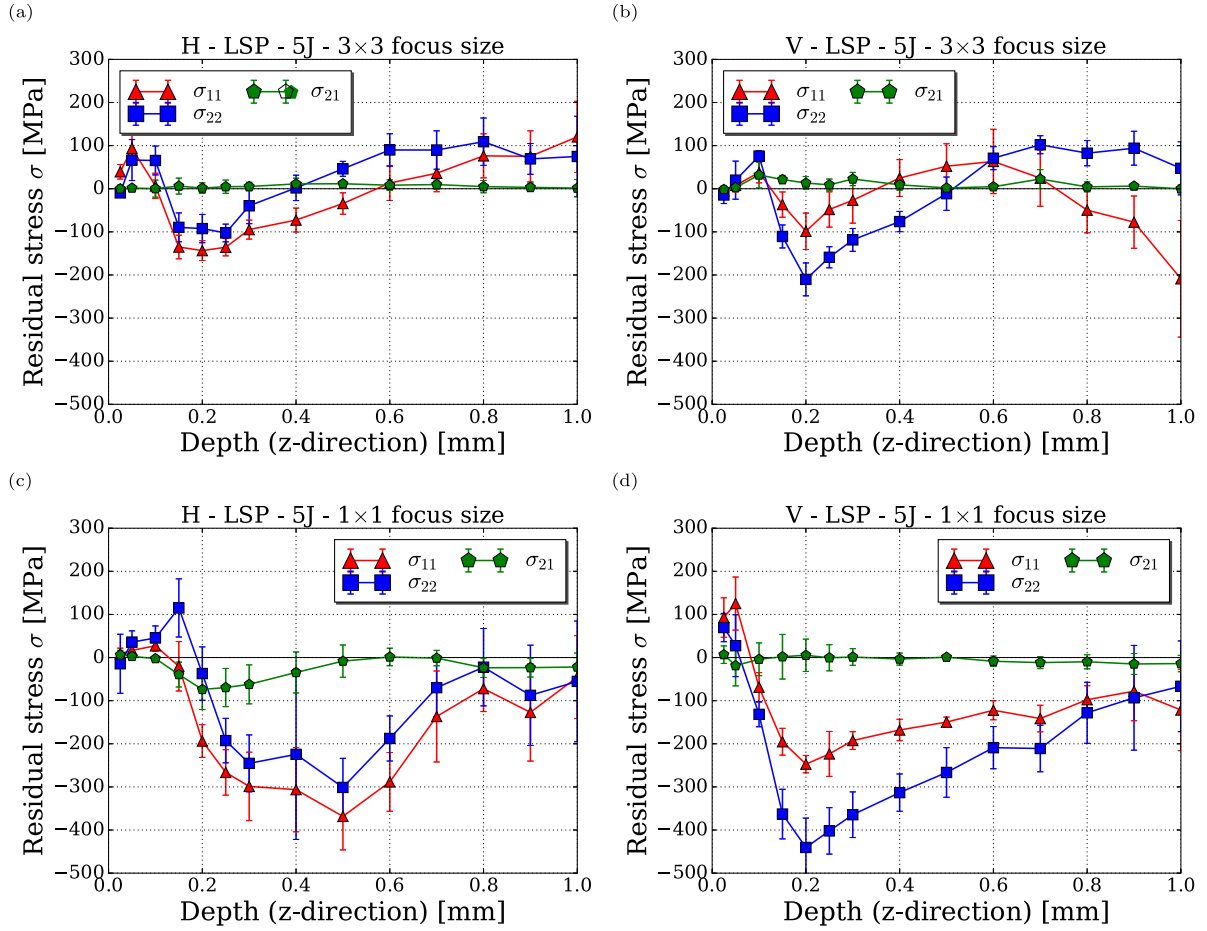 (a)
H - LSP - 5J - 3×3 focus size
300
200
100
0
−100
−200
−300
−400
−500
Residual stress σ [MPa]
σ11
σ22
σ21
0.0 0.2 0.4 0.6 0.8 1.0
Depth (z-direction) [mm]
(b)
V - LSP - 5J - 3×3 focus size
300
200
100
0
−100
−200
−300
−400
−500
Residual stress σ [MPa]
σ11
σ22
σ21
0.0 0.2 0.4 0.6 0.8 1.0
Depth (z-direction) [mm]
(c)
H - LSP - 5J - 1×1 focus size
300
200
100
0
−100
−200
−300
−400
−500
Residual stress σ [MPa]
σ11
σ22
σ21
0.0 0.2 0.4 0.6 0.8 1.0
Depth (z-direction) [mm]
(d)
V - LSP - 5J - 1×1 focus size
300
200
100
0
−100
−200
−300
−400
−500
Residual stress σ [MPa]
σ11
σ22
σ21
0.0 0.2 0.4 0.6 0.8 1.0
Depth (z-direction) [mm]